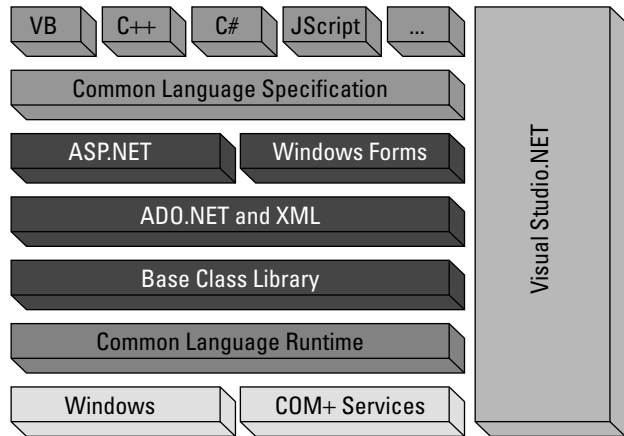 VB
C++
C#
JScript
...
Common Language Specification
ASP.NET
Windows Forms
ADO.NET and XML
Base Class Library
Common Language Runtime
Windows
COM+ Services
Visual Studio.NET